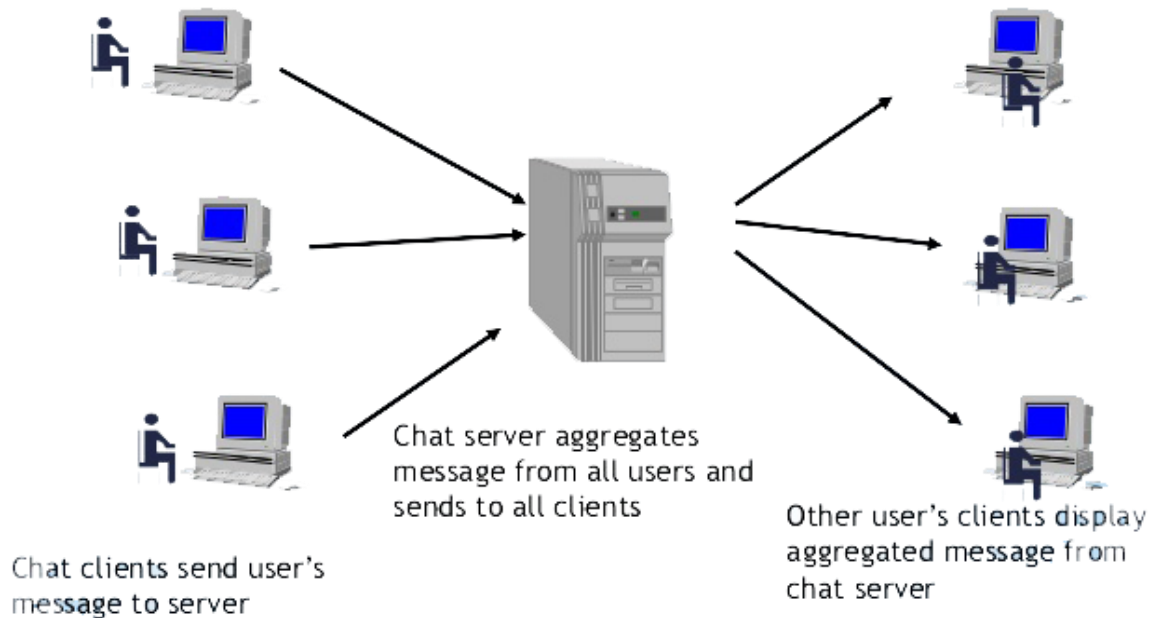 Chat server aggregates
message from all users and
sends to all clients
Other user's clients display
aggregated message from
chat server
Chat clients send user's
message to server